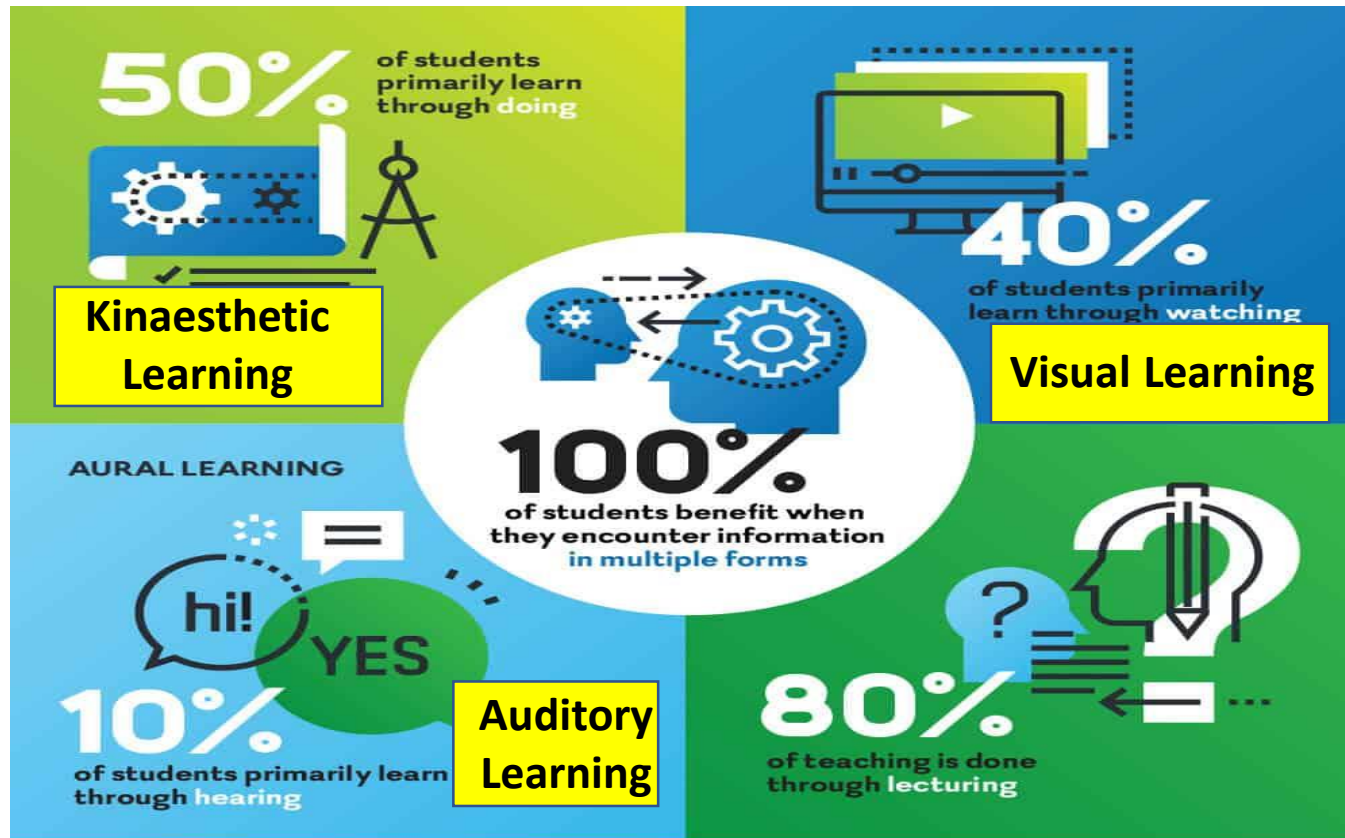 50%
of students
primarily learn
through doing
Kinaesthetic
Learning
40%
of students primarily
learn through watching
Visual Learning
100%
of students benefit when
they encounter information
in multiple forms
AURAL LEARNING
hi!
YES
10%
of students primarily learn
through hearing
Auditory
Learning
?
80%
of teaching is done
through lecturing